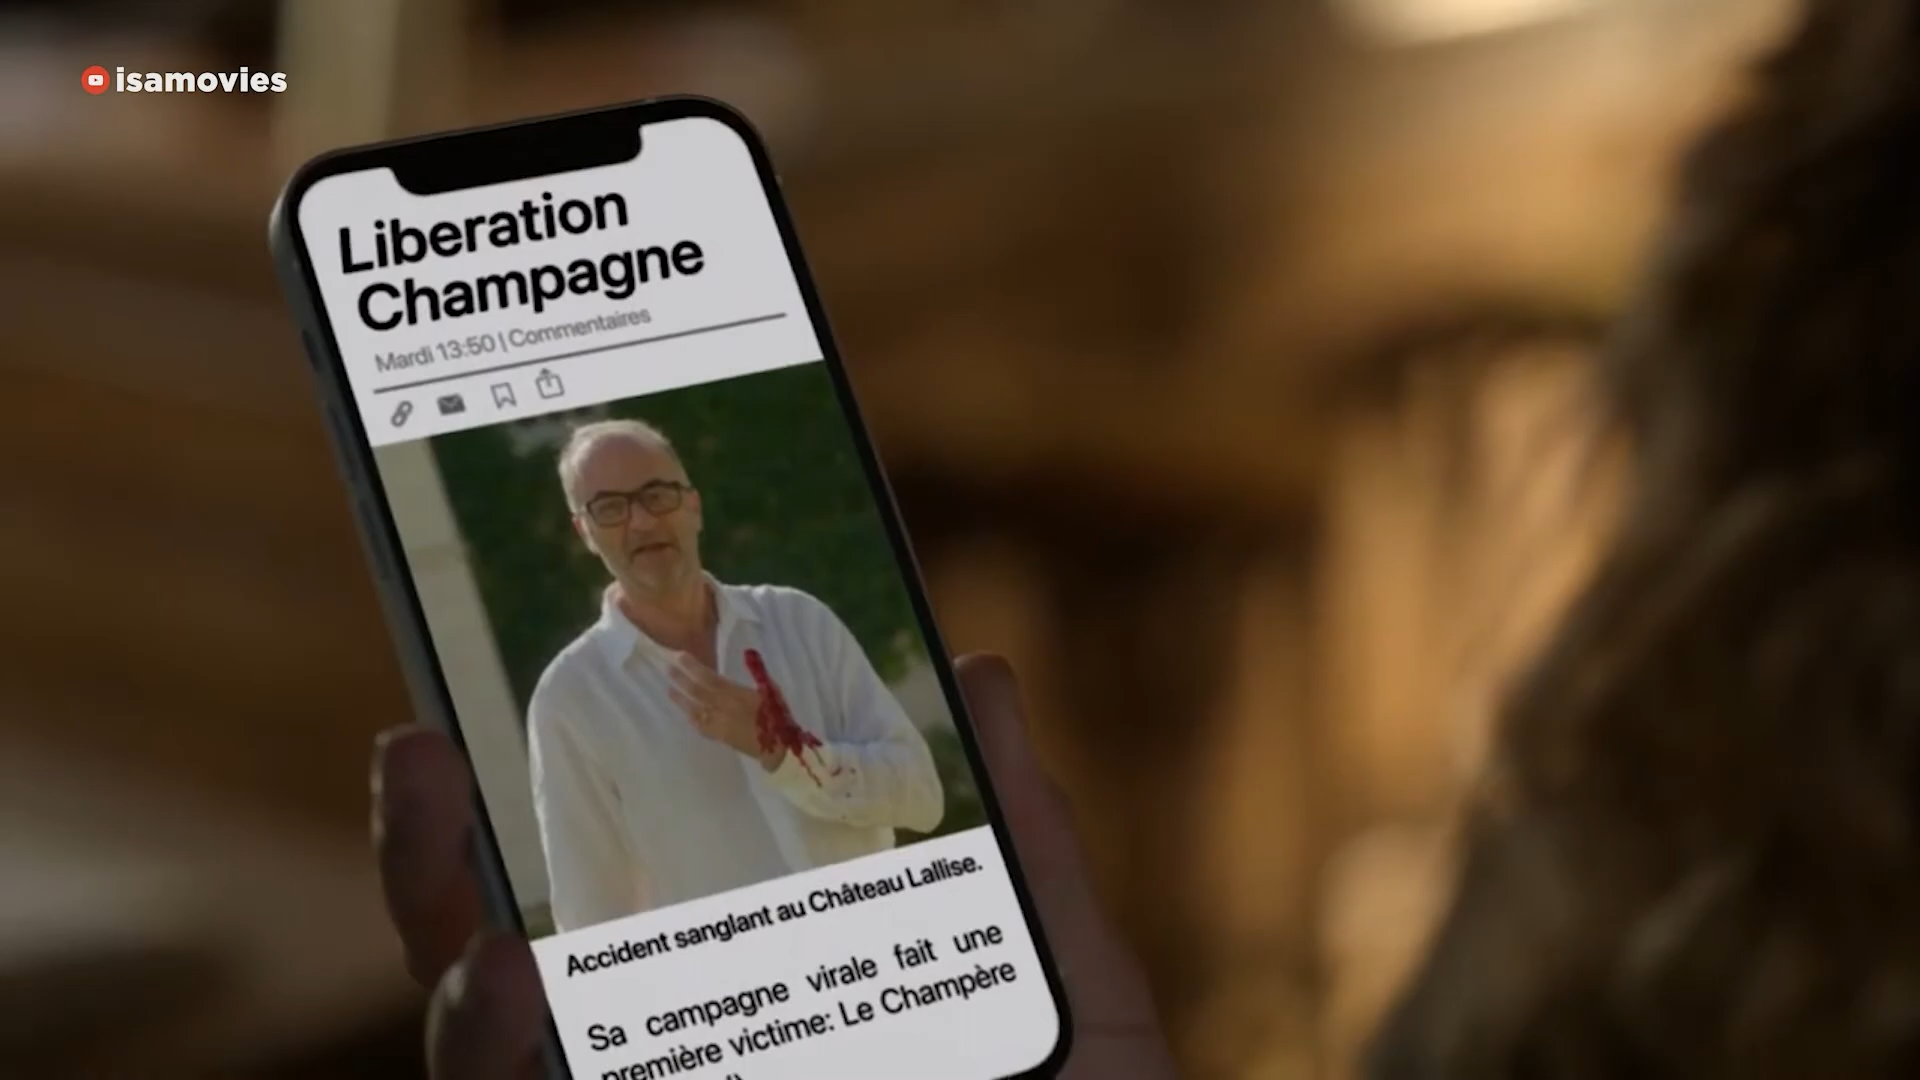 isamovies
Liberation
Champagne
Mardi 13:50 | Commentaires
Accident sanglant au Château Lallise.
Sa campagne virale fait une
première victime: Le Champère